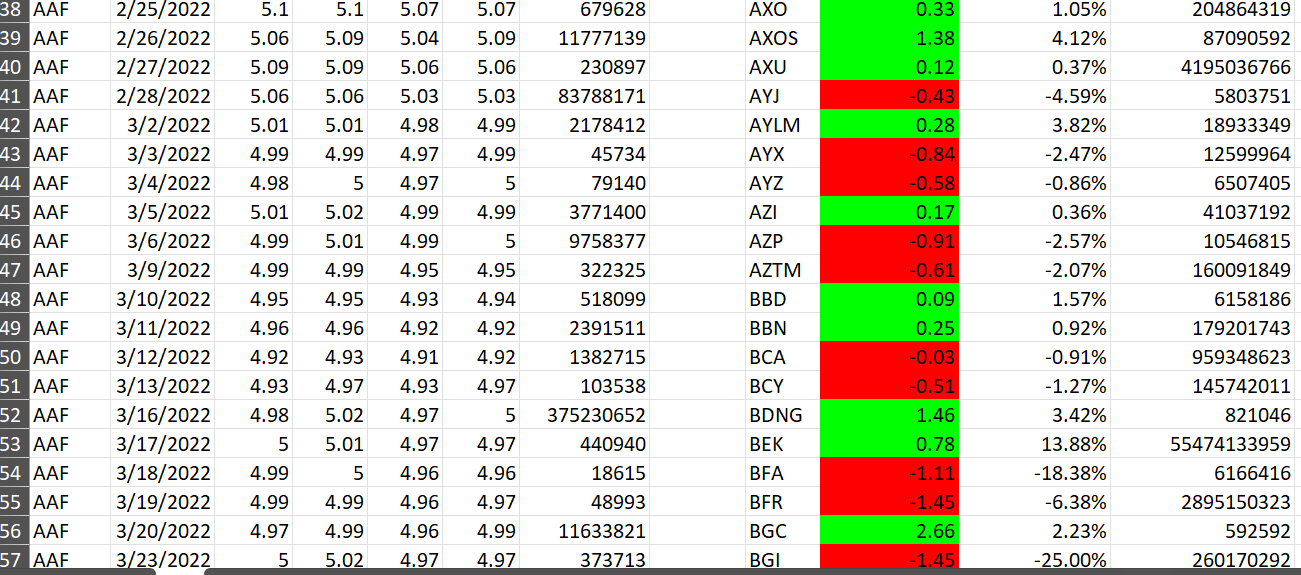 38 AAF 2/25/2022 5.1 5.1 5.07 5.07 679628 AXO 0.33 1.05% 204864319
39 AAF 2/26/2022 5.06 5.09 5.04 5.09 11777139 AXOS 1.38 4.12% 87090592
40 AAF 2/27/2022 5.09 5.09 5.06 5.06 230897 AXU 0.12 0.37% 4195036766
41 AAF 2/28/2022 5.06 5.06 5.03 5.03 83788171 AYJ -0.43 -4.59% 5803751
42 AAF 3/2/2022 5.01 5.01 4.98 4.99 2178412 AYLM 0.28 3.82% 18933349
43 AAF 3/3/2022 4.99 4.99 4.97 4.99 45734 AYX -0.84 -2.47% 12599964
44 AAF 3/4/2022 4.98 5 4.97 5 79140 AYZ -0.58 -0.86% 6507405
45 AAF 3/5/2022 5.01 5.02 4.99 4.99 3771400 AZI 0.17 0.36% 41037192
46 AAF 3/6/2022 4.99 5.01 4.99 5 9758377 AZP -0.91 -2.57% 10546815
47 AAF 3/9/2022 4.99 4.99 4.95 4.95 322325 AZTM -0.61 -2.07% 160091849
48 AAF 3/10/2022 4.95 4.95 4.93 4.94 518099 BBD 0.09 1.57% 6158186
49 AAF 3/11/2022 4.96 4.96 4.92 4.92 2391511 BBN 0.25 0.92% 179201743
50 AAF 3/12/2022 4.92 4.93 4.91 4.92 1382715 BCA -0.03 -0.91% 959348623
51 AAF 3/13/2022 4.93 4.97 4.93 4.97 103538 BCY -0.51 -1.27% 145742011
52 AAF 3/16/2022 4.98 5.02 4.97 5 375230652 BDNG 1.46 3.42% 821046
53 AAF 3/17/2022 5 5.01 4.97 4.97 440940 BEK 0.78 13.88% 55474133959
54 AAF 3/18/2022 4.99 5 4.96 4.96 18615 BFA -1.11 -18.38% 6166416
55 AAF 3/19/2022 4.99 4.99 4.96 4.97 48993 BFR -1.45 -6.38% 2895150323
56 AAF 3/20/2022 4.97 4.99 4.96 4.99 11633821 BGC 2.66 2.23% 592592
57 AAF 3/23/2022 5 5.02 4.97 4.97 373713 BGI -1.45 -25.00% 260170292